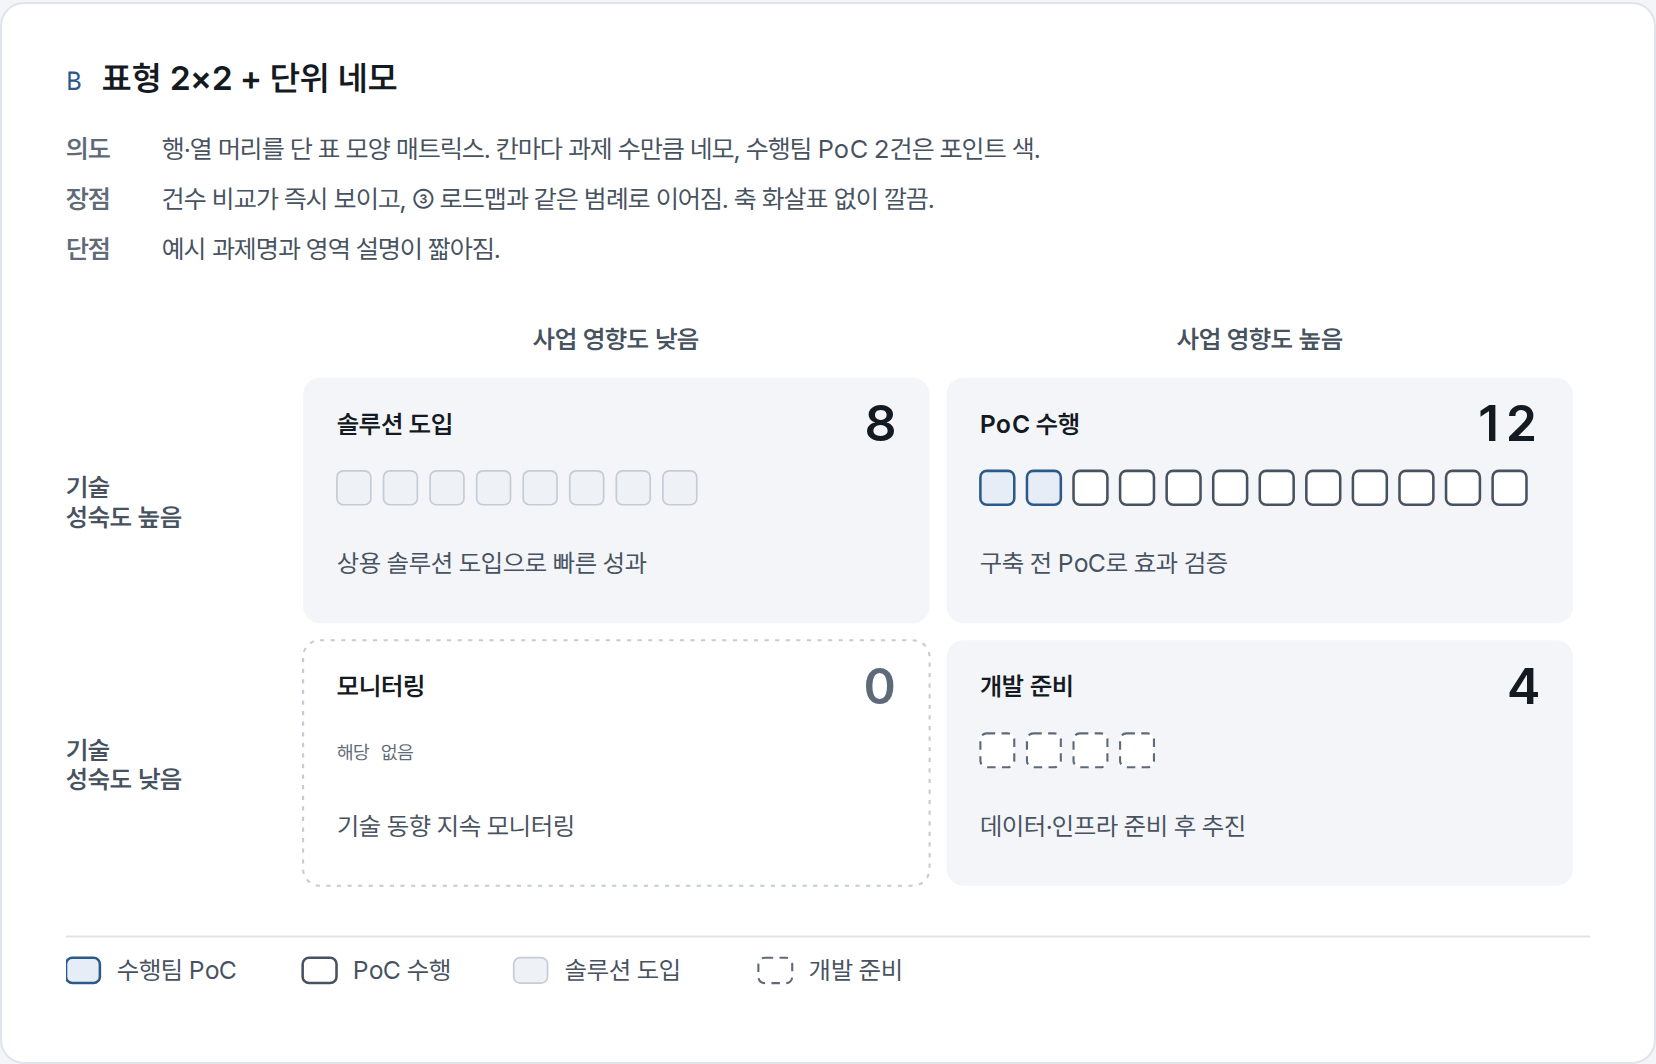 B 표형 2×2 + 단위 네모
의도 행·열 머리를 단 표 모양 매트릭스. 칸마다 과제 수만큼 네모, 수행팀 PoC 2건은 포인트 색.
장점 건수 비교가 즉시 보이고, ③ 로드맵과 같은 범례로 이어짐. 축 화살표 없이 깔끔.
단점 예시 과제명과 영역 설명이 짧아짐.
사업 영향도 낮음 사업 영향도 높음
기술
성숙도 높음
솔루션 도입 8
상용 솔루션 도입으로 빠른 성과
PoC 수행 12
구축 전 PoC로 효과 검증
기술
성숙도 낮음
모니터링 0
해당 없음
기술 동향 지속 모니터링
개발 준비 4
데이터·인프라 준비 후 추진
수행팀 PoC PoC 수행 솔루션 도입 개발 준비